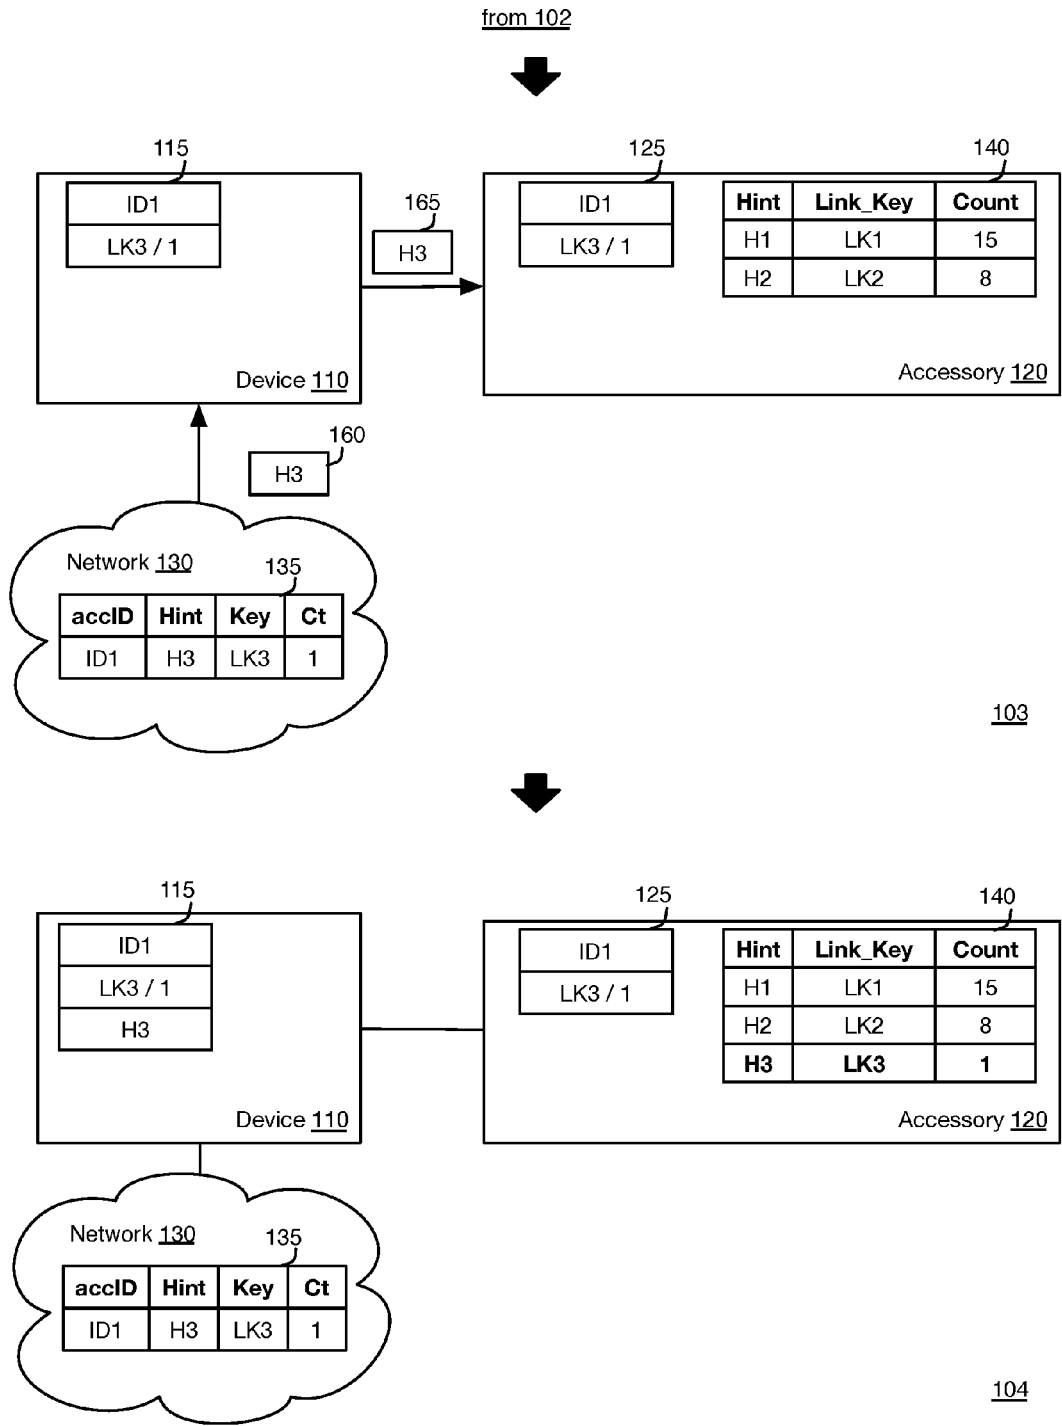 from 102
115
125
140
ID1
LK3 / 1
165
H3
ID1
LK3 / 1
Hint Link_Key Count
H1 LK1 15
H2 LK2 8
Device 110
Accessory 120
160
H3
Network 130
135
accID Hint Key Ct
ID1 H3 LK3 1
103
115
125
140
ID1
LK3 / 1
H3
ID1
LK3 / 1
Hint Link_Key Count
H1 LK1 15
H2 LK2 8
H3 LK3 1
Device 110
Accessory 120
Network 130
135
accID Hint Key Ct
ID1 H3 LK3 1
104